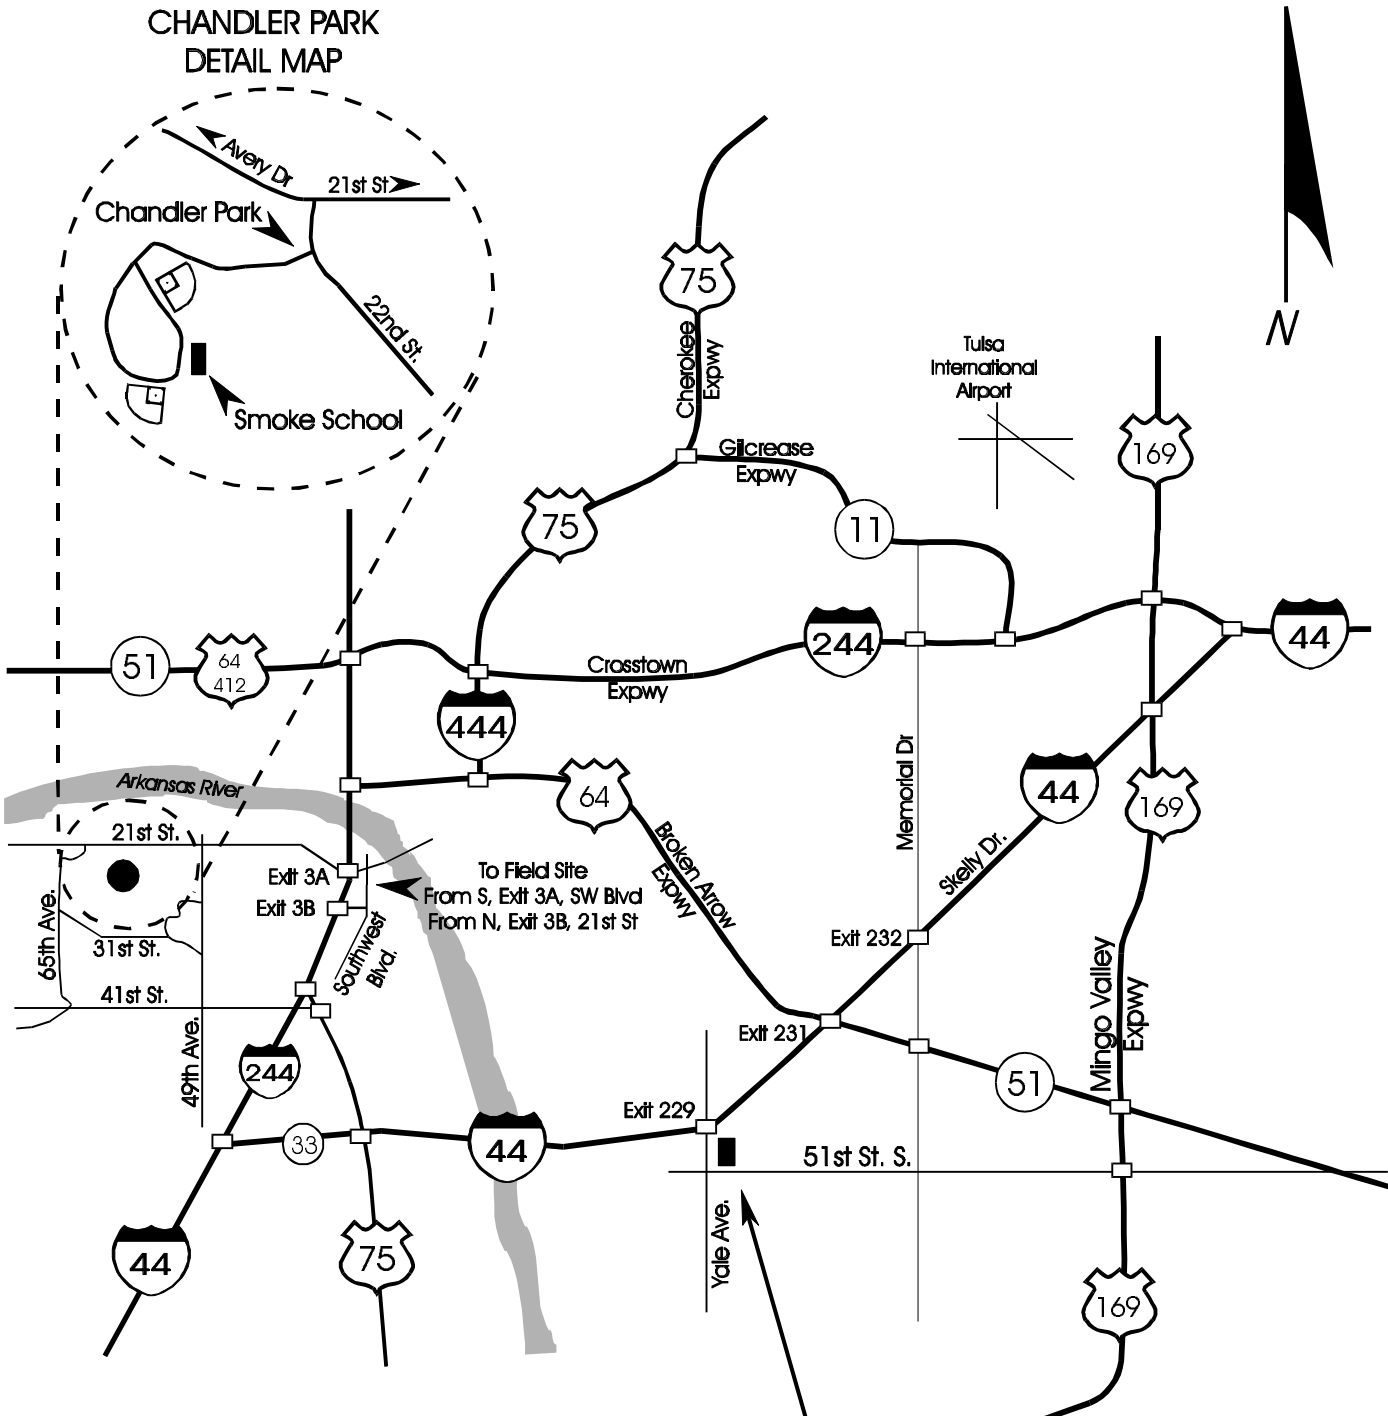 CHANDLER PARK
DETAIL MAP
Avery Dr
21st St
Chandler Park
22nd St.
Smoke School
75
Cherokee
Expwy
N
Tulsa
International
Airport
169
Gilcrease
Expwy
75
11
51
64
412
244
44
Crosstown
Expwy
444
Arkansas River
64
Memorial Dr
44
169
21st St.
Broken Arrow
Expwy
Skelly Dr.
Exit 3A
To Field Site
From S, Exit 3A, SW Blvd
From N, Exit 3B, 21st St
Exit 3B
65th Ave.
31st St.
Southwest
Blvd.
Exit 232
41st St.
Mingo Valley
Expwy
Exit 231
49th Ave.
244
51
Exit 229
33
44
51st St. S.
Yale Ave.
44
75
169